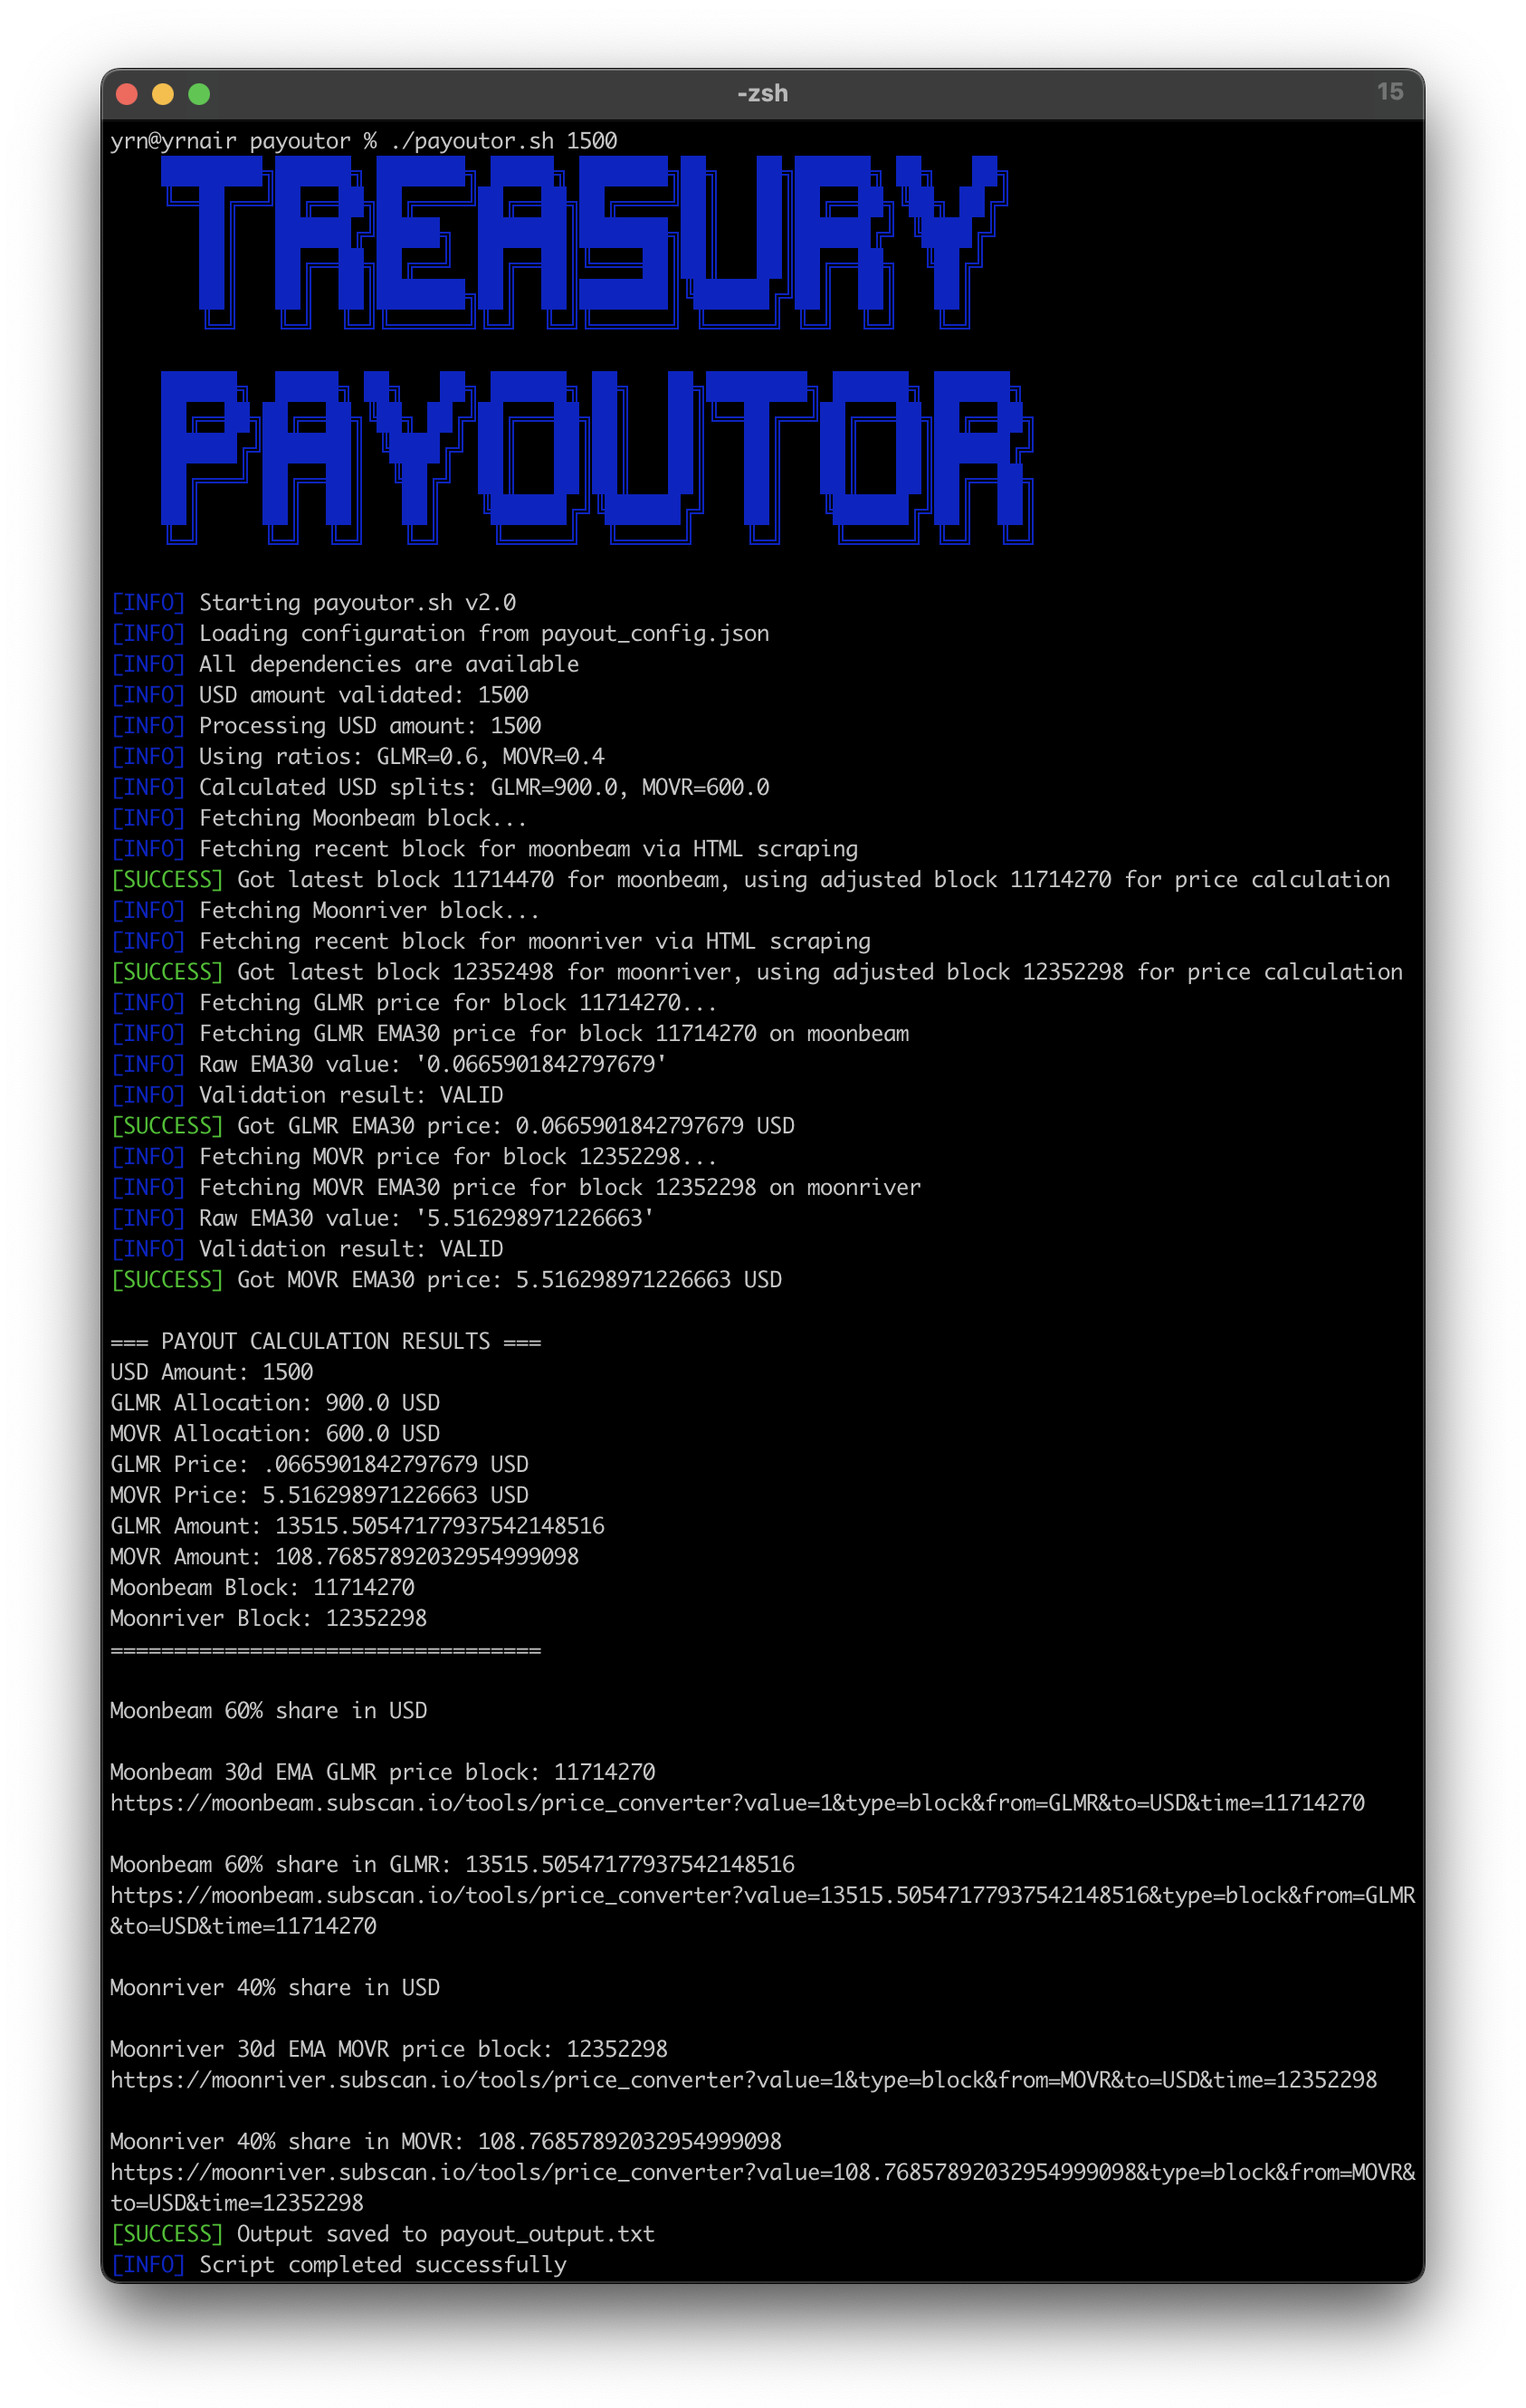 -zsh
15
yrn@yrnair payoutor % ./payoutor.sh 1500
TREASURY
PAYOUTOR
[INFO] Starting payoutor.sh v2.0
[INFO] Loading configuration from payout_config.json
[INFO] All dependencies are available
[INFO] USD amount validated: 1500
[INFO] Processing USD amount: 1500
[INFO] Using ratios: GLMR=0.6, MOVR=0.4
[INFO] Calculated USD splits: GLMR=900.0, MOVR=600.0
[INFO] Fetching Moonbeam block...
[INFO] Fetching recent block for moonbeam via HTML scraping
[SUCCESS] Got latest block 11714470 for moonbeam, using adjusted block 11714270 for price calculation
[INFO] Fetching Moonriver block...
[INFO] Fetching recent block for moonriver via HTML scraping
[SUCCESS] Got latest block 12352498 for moonriver, using adjusted block 12352298 for price calculation
[INFO] Fetching GLMR price for block 11714270...
[INFO] Fetching GLMR EMA30 price for block 11714270 on moonbeam
[INFO] Raw EMA30 value: '0.0665901842797679'
[INFO] Validation result: VALID
[SUCCESS] Got GLMR EMA30 price: 0.0665901842797679 USD
[INFO] Fetching MOVR price for block 12352298...
[INFO] Fetching MOVR EMA30 price for block 12352298 on moonriver
[INFO] Raw EMA30 value: '5.516298971226663'
[INFO] Validation result: VALID
[SUCCESS] Got MOVR EMA30 price: 5.516298971226663 USD
=== PAYOUT CALCULATION RESULTS ===
USD Amount: 1500
GLMR Allocation: 900.0 USD
MOVR Allocation: 600.0 USD
GLMR Price: .0665901842797679 USD
MOVR Price: 5.516298971226663 USD
GLMR Amount: 13515.50547177937542148516
MOVR Amount: 108.76857892032954999098
Moonbeam Block: 11714270
Moonriver Block: 12352298
==================================
Moonbeam 60% share in USD
Moonbeam 30d EMA GLMR price block: 11714270
https://moonbeam.subscan.io/tools/price_converter?value=1&type=block&from=GLMR&to=USD&time=11714270
Moonbeam 60% share in GLMR: 13515.50547177937542148516
https://moonbeam.subscan.io/tools/price_converter?value=13515.50547177937542148516&type=block&from=GLMR
&to=USD&time=11714270
Moonriver 40% share in USD
Moonriver 30d EMA MOVR price block: 12352298
https://moonriver.subscan.io/tools/price_converter?value=1&type=block&from=MOVR&to=USD&time=12352298
Moonriver 40% share in MOVR: 108.76857892032954999098
https://moonriver.subscan.io/tools/price_converter?value=108.76857892032954999098&type=block&from=MOVR&
to=USD&time=12352298
[SUCCESS] Output saved to payout_output.txt
[INFO] Script completed successfully